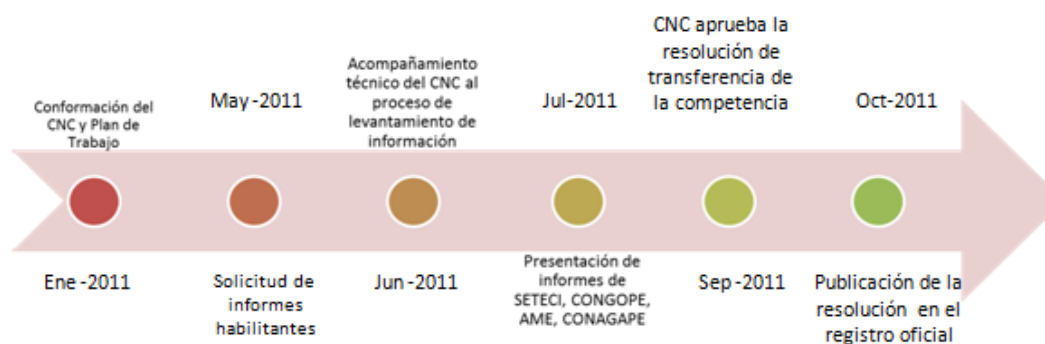 Conformación del
CNC y Plan de
Trabajo
Ene -2011
May -2011
Solicitud de
informes
habilitantes
Acompañamiento
técnico del CNC al
proceso de
levantamiento de
información
Jun -2011
Jul-2011
Presentación de
informes de
SETECI, CONGOPE,
AME, CONAGAPE
CNC aprueba la
resolución de
transferencia de
la competencia
Sep -2011
Oct-2011
Publicación de la
resolución en el
registro oficial